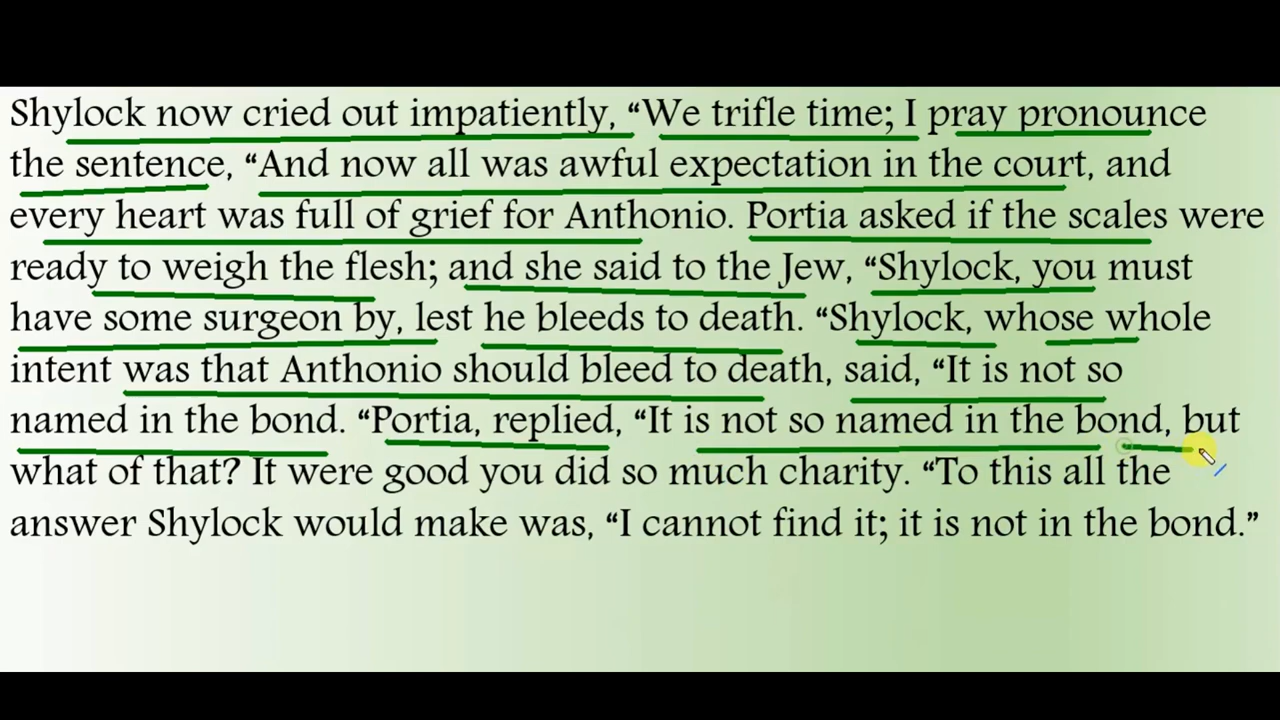 Shylock now cried out impatiently, “We trifle time; I pray pronounce
the sentence, “And now all was awful expectation in the court, and
every heart was full of grief for Anthonio. Portia asked if the scales were
ready to weigh the flesh; and she said to the Jew, “Shylock, you must
have some surgeon by, lest he bleeds to death. “Shylock, whose whole
intent was that Anthonio should bleed to death, said, “It is not so
named in the bond. “Portia, replied, “It is not so named in the bond, but
what of that? It were good you did so much charity. “To this all the
answer Shylock would make was, “I cannot find it; it is not in the bond.”